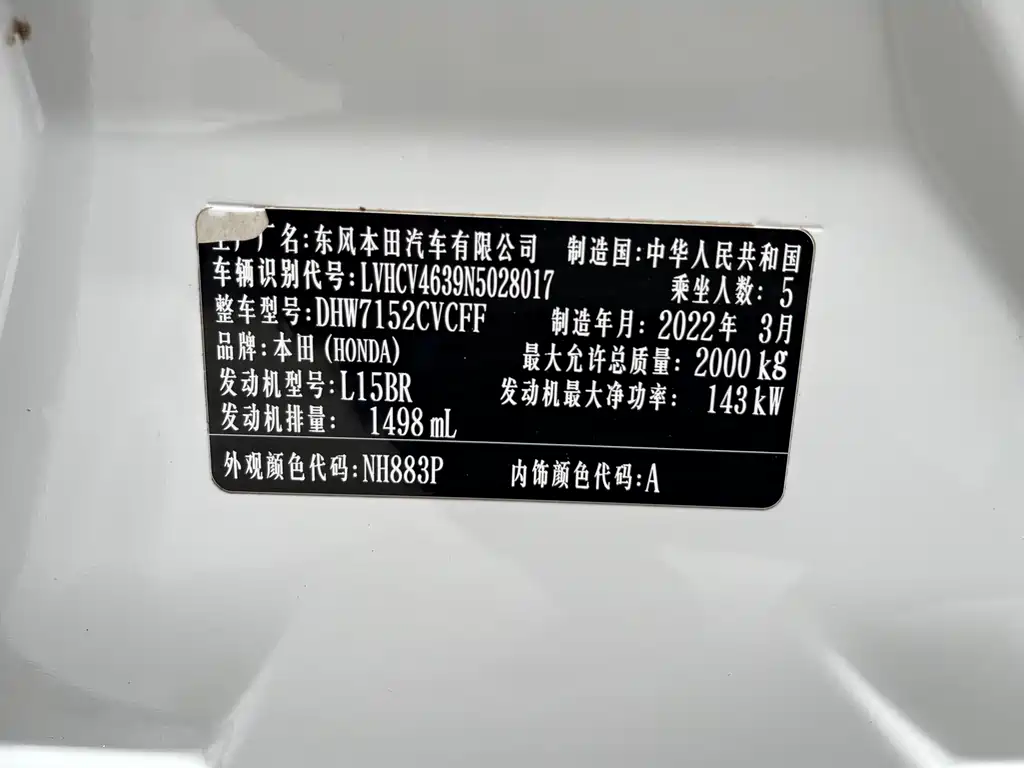 生产厂名:东风本田汽车有限公司 制造国:中华人民共和国
车辆识别代号:LVHCV4639N5028017 乘坐人数: 5
整车型号:DHW7152CVCFF 制造年月: 2022年 3月
品牌:本田(HONDA) 最大允许总质量: 2000 kg
发动机型号:L15BR 发动机最大净功率: 143 kW
发动机排量: 1498 mL
外观颜色代码:NH883P 内饰颜色代码:A